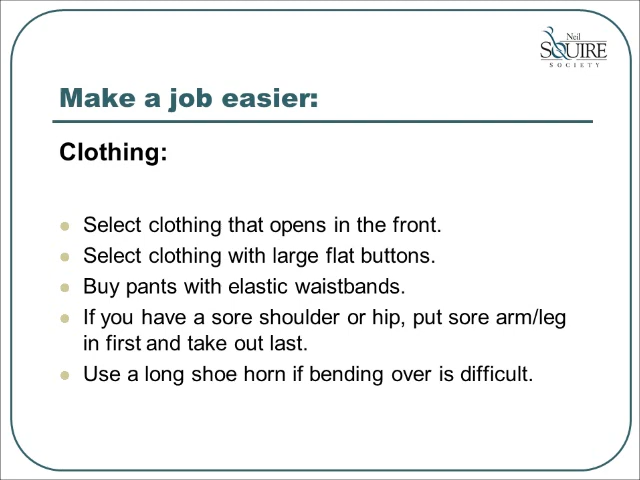 Neil
SQUIRE
SOCIETY
Make a job easier:
Clothing:
Select clothing that opens in the front.
Select clothing with large flat buttons.
Buy pants with elastic waistbands.
If you have a sore shoulder or hip, put sore arm/leg
in first and take out last.
Use a long shoe horn if bending over is difficult.